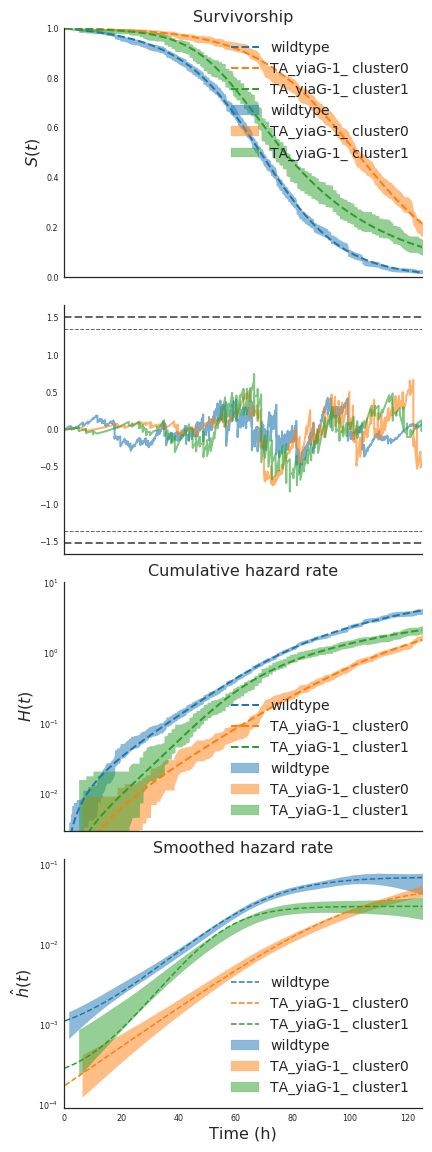 Survivorship
1.0
0.8
0.6
0.4
0.2
0.0
S(t)
wildtype
TA_yiaG-1_ cluster0
TA_yiaG-1_ cluster1
wildtype
TA_yiaG-1_ cluster0
TA_yiaG-1_ cluster1
1.5
1.0
0.5
0.0
−0.5
−1.0
−1.5
Cumulative hazard rate
10¹
10⁰
10⁻¹
10⁻²
H(t)
wildtype
TA_yiaG-1_ cluster0
TA_yiaG-1_ cluster1
wildtype
TA_yiaG-1_ cluster0
TA_yiaG-1_ cluster1
Smoothed hazard rate
10⁻¹
10⁻²
10⁻³
10⁻⁴
ĥ(t)
wildtype
TA_yiaG-1_ cluster0
TA_yiaG-1_ cluster1
wildtype
TA_yiaG-1_ cluster0
TA_yiaG-1_ cluster1
0 20 40 60 80 100 120
Time (h)